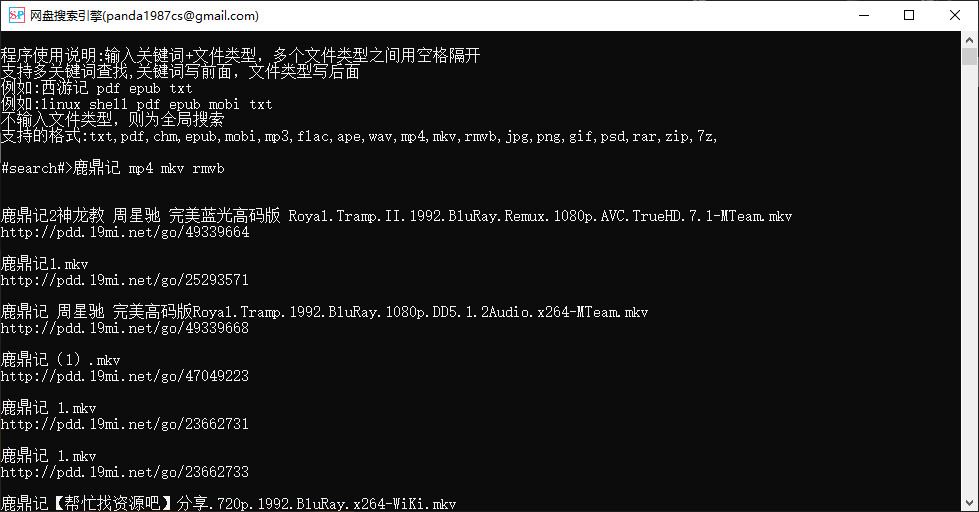 SP 网盘搜索引擎(panda1987cs@gmail.com)
程序使用说明:输入关键词+文件类型，多个文件类型之间用空格隔开
支持多关键词查找,关键词写前面，文件类型写后面
例如:西游记 pdf epub txt
例如:linux shell pdf epub mobi txt
不输入文件类型，则为全局搜索
支持的格式:txt,pdf,chm,epub,mobi,mp3,flac,ape,wav,mp4,mkv,rmvb,jpg,png,gif,psd,rar,zip,7z,
#search#>鹿鼎记 mp4 mkv rmvb
鹿鼎记2神龙教 周星驰 完美蓝光高码版 Royal.Tramp.II.1992.BluRay.Remux.1080p.AVC.TrueHD.7.1-MTeam.mkv
http://pdd.19mi.net/go/49339664
鹿鼎记1.mkv
http://pdd.19mi.net/go/25293571
鹿鼎记 周星驰 完美高码版Royal.Tramp.1992.BluRay.1080p.DD5.1.2Audio.x264-MTeam.mkv
http://pdd.19mi.net/go/49339668
鹿鼎记（1）.mkv
http://pdd.19mi.net/go/47049223
鹿鼎记 1.mkv
http://pdd.19mi.net/go/23662731
鹿鼎记 1.mkv
http://pdd.19mi.net/go/23662733
鹿鼎记【帮忙找资源吧】分享.720p.1992.BluRay.x264-WiKi.mkv